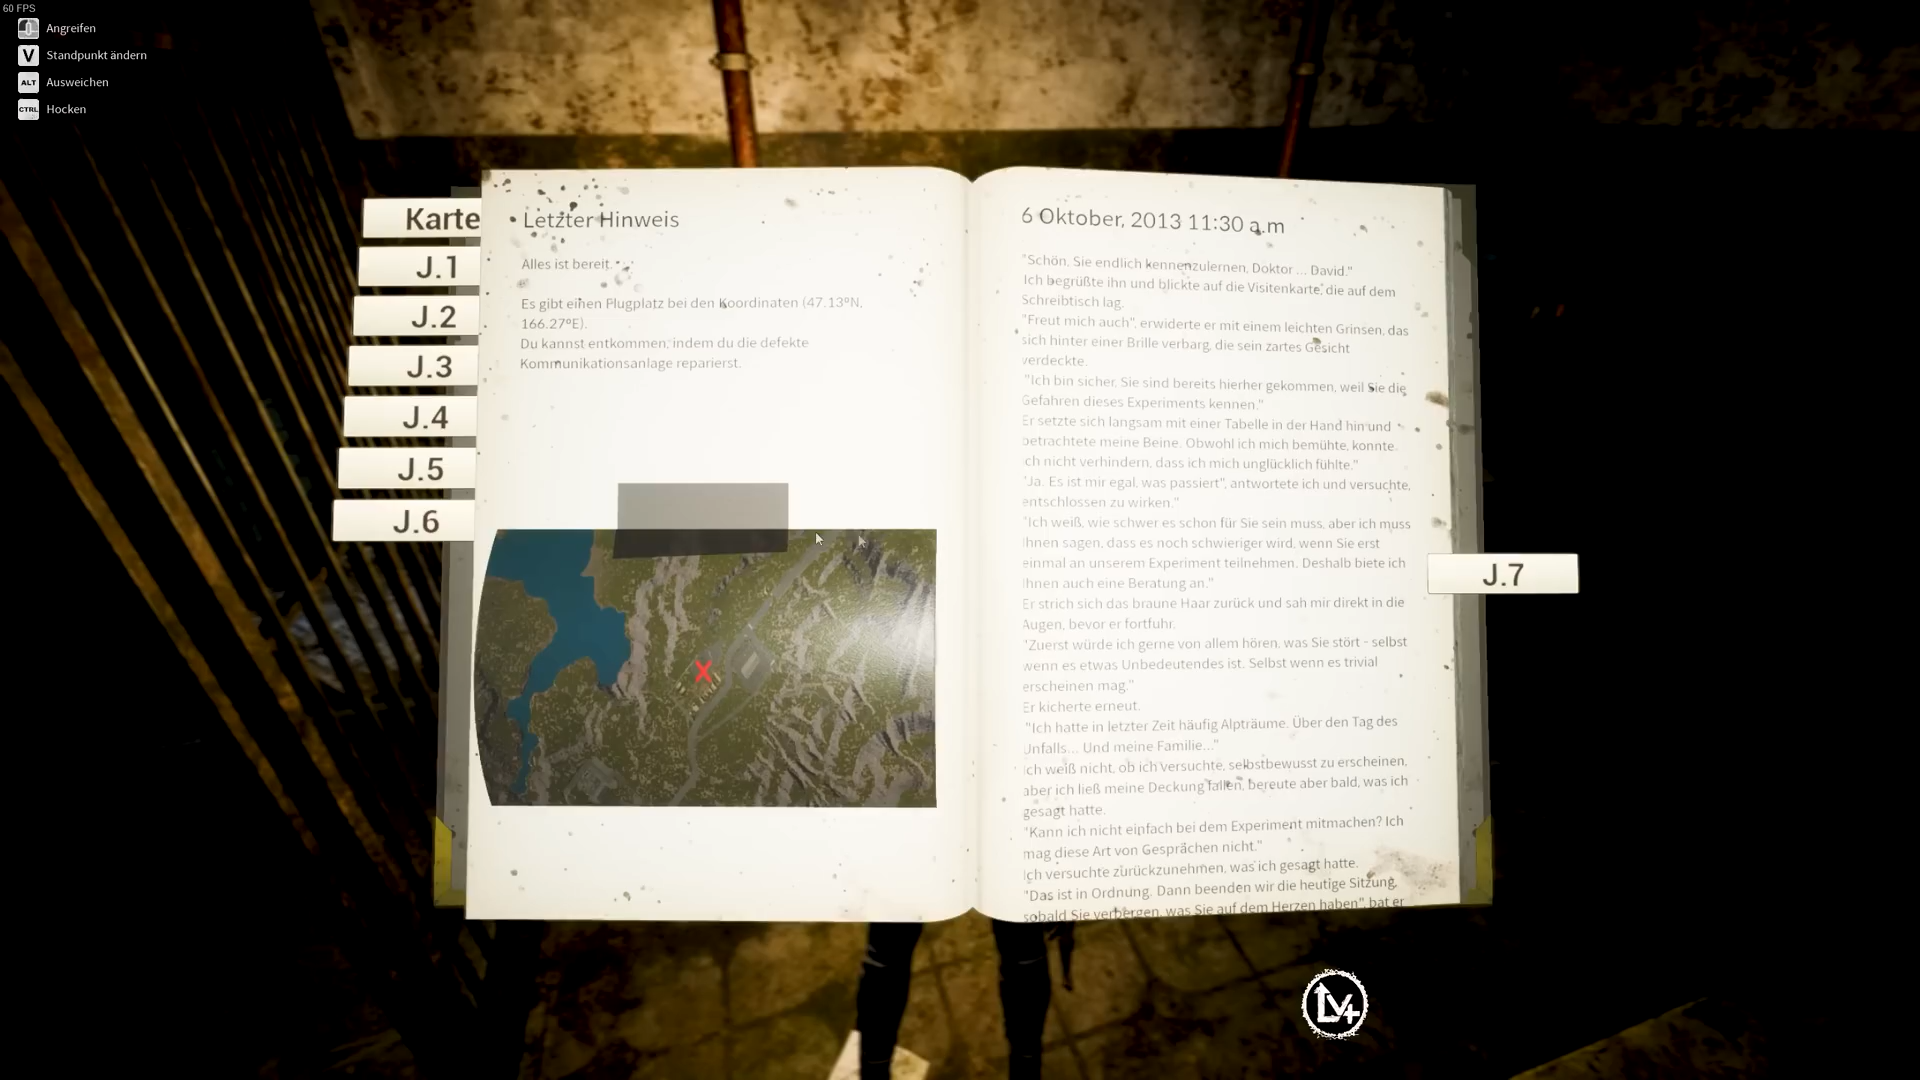 60 FPS
Angreifen
V Standpunkt ändern
ALT Ausweichen
CTRL Hocken
Karte
J.1
J.2
J.3
J.4
J.5
J.6
Letzter Hinweis
Alles ist bereit.
Es gibt einen Flugplatz bei den Koordinaten (47.13ºN,
166.27ºE).
Du kannst entkommen, indem du die defekte
Kommunikationsanlage reparierst.
X
6 Oktober, 2013 11:30 a.m
"Schön, Sie endlich kennenzulernen, Doktor ... David."
Ich begrüßte ihn und blickte auf die Visitenkarte, die auf dem
Schreibtisch lag.
"Freut mich auch", erwiderte er mit einem leichten Grinsen, das
sich hinter einer Brille verbarg, die sein zartes Gesicht
verdeckte.
"Ich bin sicher, Sie sind bereits hierher gekommen, weil Sie die
Gefahren dieses Experiments kennen."
Er setzte sich langsam mit einer Tabelle in der Hand hin und
betrachtete meine Beine. Obwohl ich mich bemühte, konnte
ich nicht verhindern, dass ich mich unglücklich fühlte."
"Ja. Es ist mir egal, was passiert", antwortete ich und versuchte,
entschlossen zu wirken."
"Ich weiß, wie schwer es schon für Sie sein muss, aber ich muss
Ihnen sagen, dass es noch schwieriger wird, wenn Sie erst
einmal an unserem Experiment teilnehmen. Deshalb biete ich
Ihnen auch eine Beratung an."
Er strich sich das braune Haar zurück und sah mir direkt in die
Augen, bevor er fortfuhr.
"Zuerst würde ich gerne von allem hören, was Sie stört - selbst
wenn es etwas Unbedeutendes ist. Selbst wenn es trivial
erscheinen mag."
Er kicherte erneut.
"Ich hatte in letzter Zeit häufig Alpträume. Über den Tag des
Unfalls... Und meine Familie..."
Ich weiß nicht, ob ich versuchte, selbstbewusst zu erscheinen,
aber ich ließ meine Deckung fallen, bereute aber bald, was ich
gesagt hatte.
"Kann ich nicht einfach bei dem Experiment mitmachen? Ich
mag diese Art von Gesprächen nicht."
Ich versuchte zurückzunehmen, was ich gesagt hatte.
"Das ist in Ordnung. Dann beenden wir die heutige Sitzung,
sobald Sie verbergen, was Sie auf dem Herzen haben", bat er
J.7
LV+